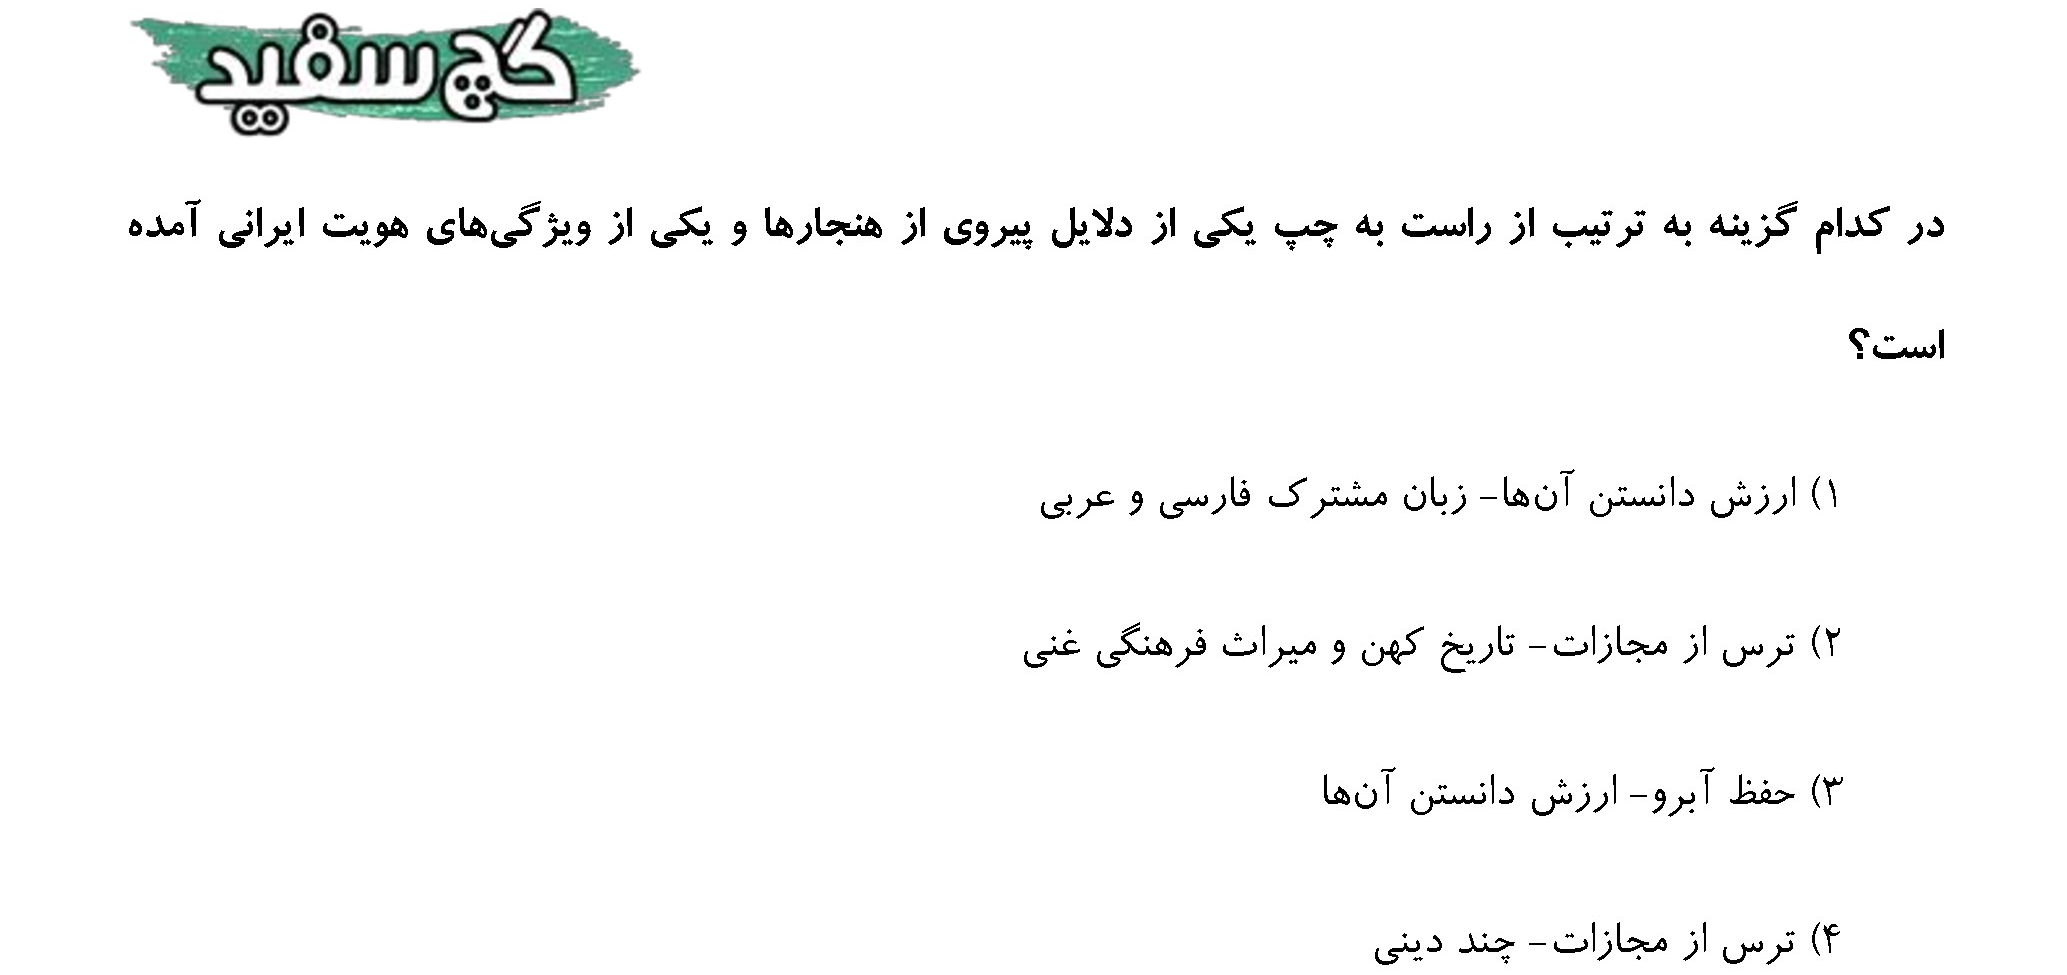 گچ سفید
در کدام گزینه به ترتیب از راست به چپ یکی از دلایل پیروی از هنجارها و یکی از ویژگی‌های هویت ایرانی آمده
است؟
۱) ارزش دانستن آن‌ها- زبان مشترک فارسی و عربی
۲) ترس از مجازات- تاریخ کهن و میراث فرهنگی غنی
۳) حفظ آبرو- ارزش دانستن آن‌ها
۴) ترس از مجازات- چند دینی